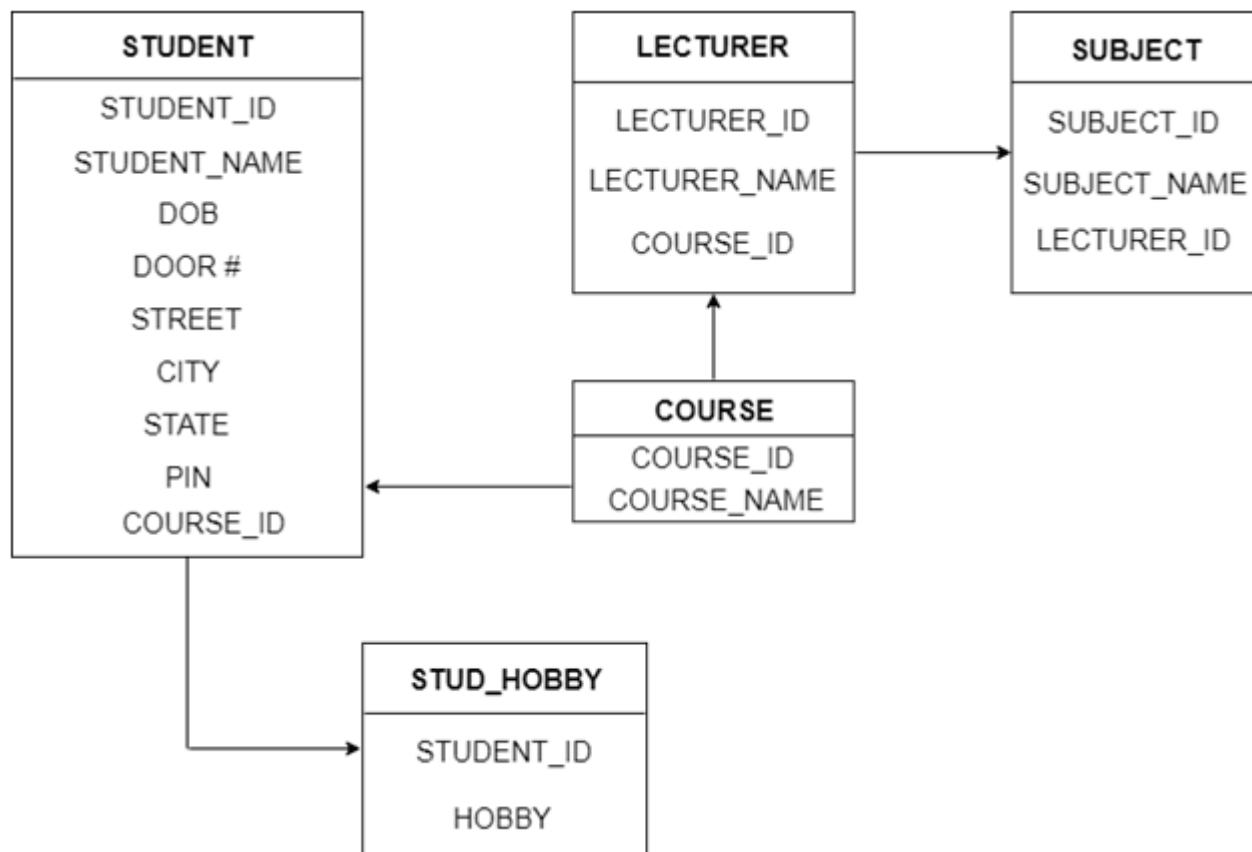 STUDENT
STUDENT_ID
STUDENT_NAME
DOB
DOOR #
STREET
CITY
STATE
PIN
COURSE_ID
LECTURER
LECTURER_ID
LECTURER_NAME
COURSE_ID
SUBJECT
SUBJECT_ID
SUBJECT_NAME
LECTURER_ID
COURSE
COURSE_ID
COURSE_NAME
STUD_HOBBY
STUDENT_ID
HOBBY